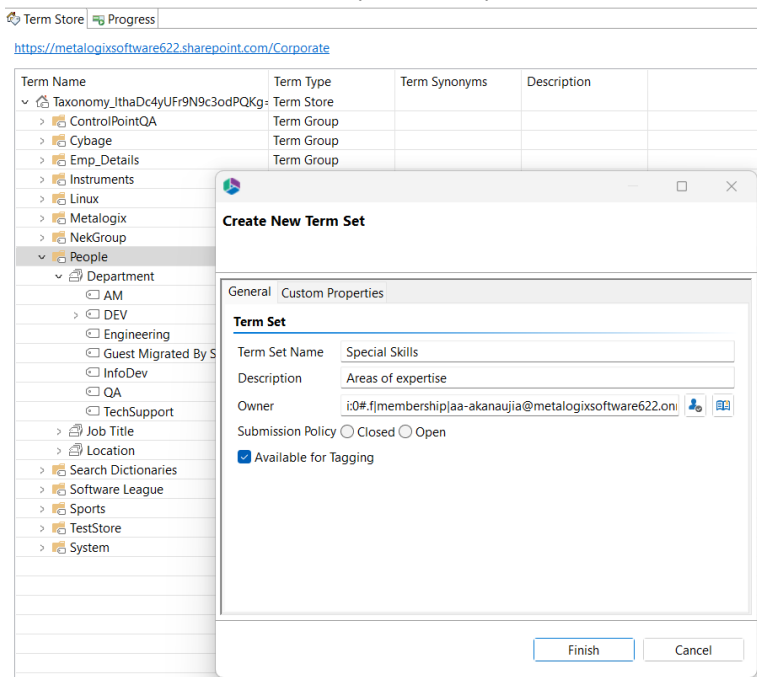 Term Store Progress
https://metalogixsoftware622.sharepoint.com/Corporate
Term Name Term Type Term Synonyms Description
Taxonomy_IthaDc4yUFr9N9c3odPQKg= Term Store
ControlPointQA Term Group
Cybage Term Group
Emp_Details Term Group
Instruments
Linux
Metalogix
NekGroup
People
Department
AM
DEV
Engineering
Guest Migrated By S
InfoDev
QA
TechSupport
Job Title
Location
Search Dictionaries
Software League
Sports
TestStore
System
Create New Term Set
General Custom Properties
Term Set
Term Set Name Special Skills
Description Areas of expertise
Owner i:0#.f|membership|aa-akanaujia@metalogixsoftware622.oni
Submission Policy Closed Open
Available for Tagging
Finish Cancel